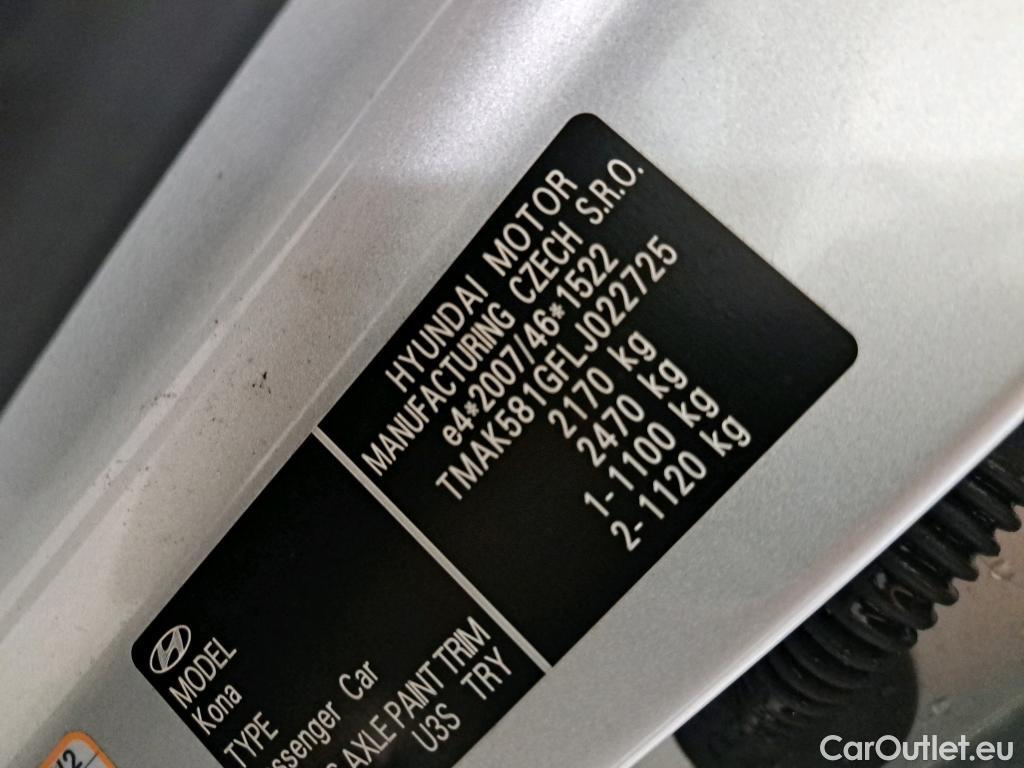 HYUNDAI MOTOR
MANUFACTURING CZECH S.R.O.
e4*2007/46*1522
TMAK581GFLJ022725
2170 kg
2470 kg
1-1100 kg
2-1120 kg
MODEL
Kona
TYPE
Car
AXLE PAINT TRIM
U3S TRY
CarOutlet.eu